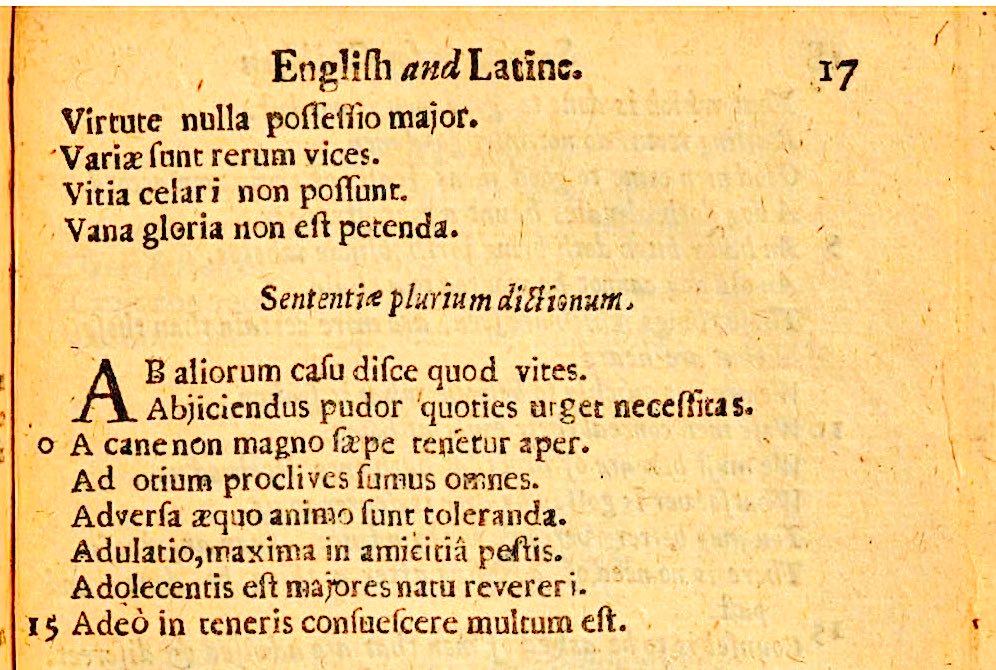 Engliſh and Latine. 17
Virtute nulla poſſeſſio major.
Variæ ſunt rerum vices.
Vitia celari non poſſunt.
Vana gloria non eſt petenda.
Sententiæ plurium dictionum.
AB aliorum caſu diſce quod vites.
Abjiciendus pudor quoties urget neceſſitas.
0 A cane non magno ſæpe tenetur aper.
Ad otium proclives ſumus omnes.
Adverſa æquo animo ſunt toleranda.
Adulatio, maxima in amicitiâ peſtis.
Adolecentis eſt majores natu revereri.
15 Adeò in teneris conſueſcere multum eſt.